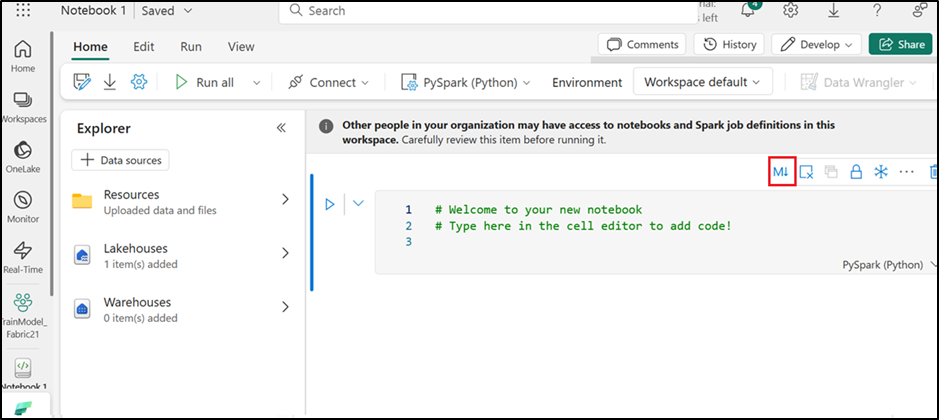 Notebook 1 Saved
Search
left
4
Home Edit Run View
Comments History Develop Share
Run all Connect PySpark (Python) Environment Workspace default Data Wrangler
Home
Workspaces
OneLake
Monitor
Real-Time
TrainModel_
Fabric21
Notebook 1
Explorer
Data sources
Resources
Uploaded data and files
Lakehouses
1 item(s) added
Warehouses
0 item(s) added
Other people in your organization may have access to notebooks and Spark job definitions in this
workspace. Carefully review this item before running it.
M↓
1 # Welcome to your new notebook
2 # Type here in the cell editor to add code!
3
PySpark (Python)